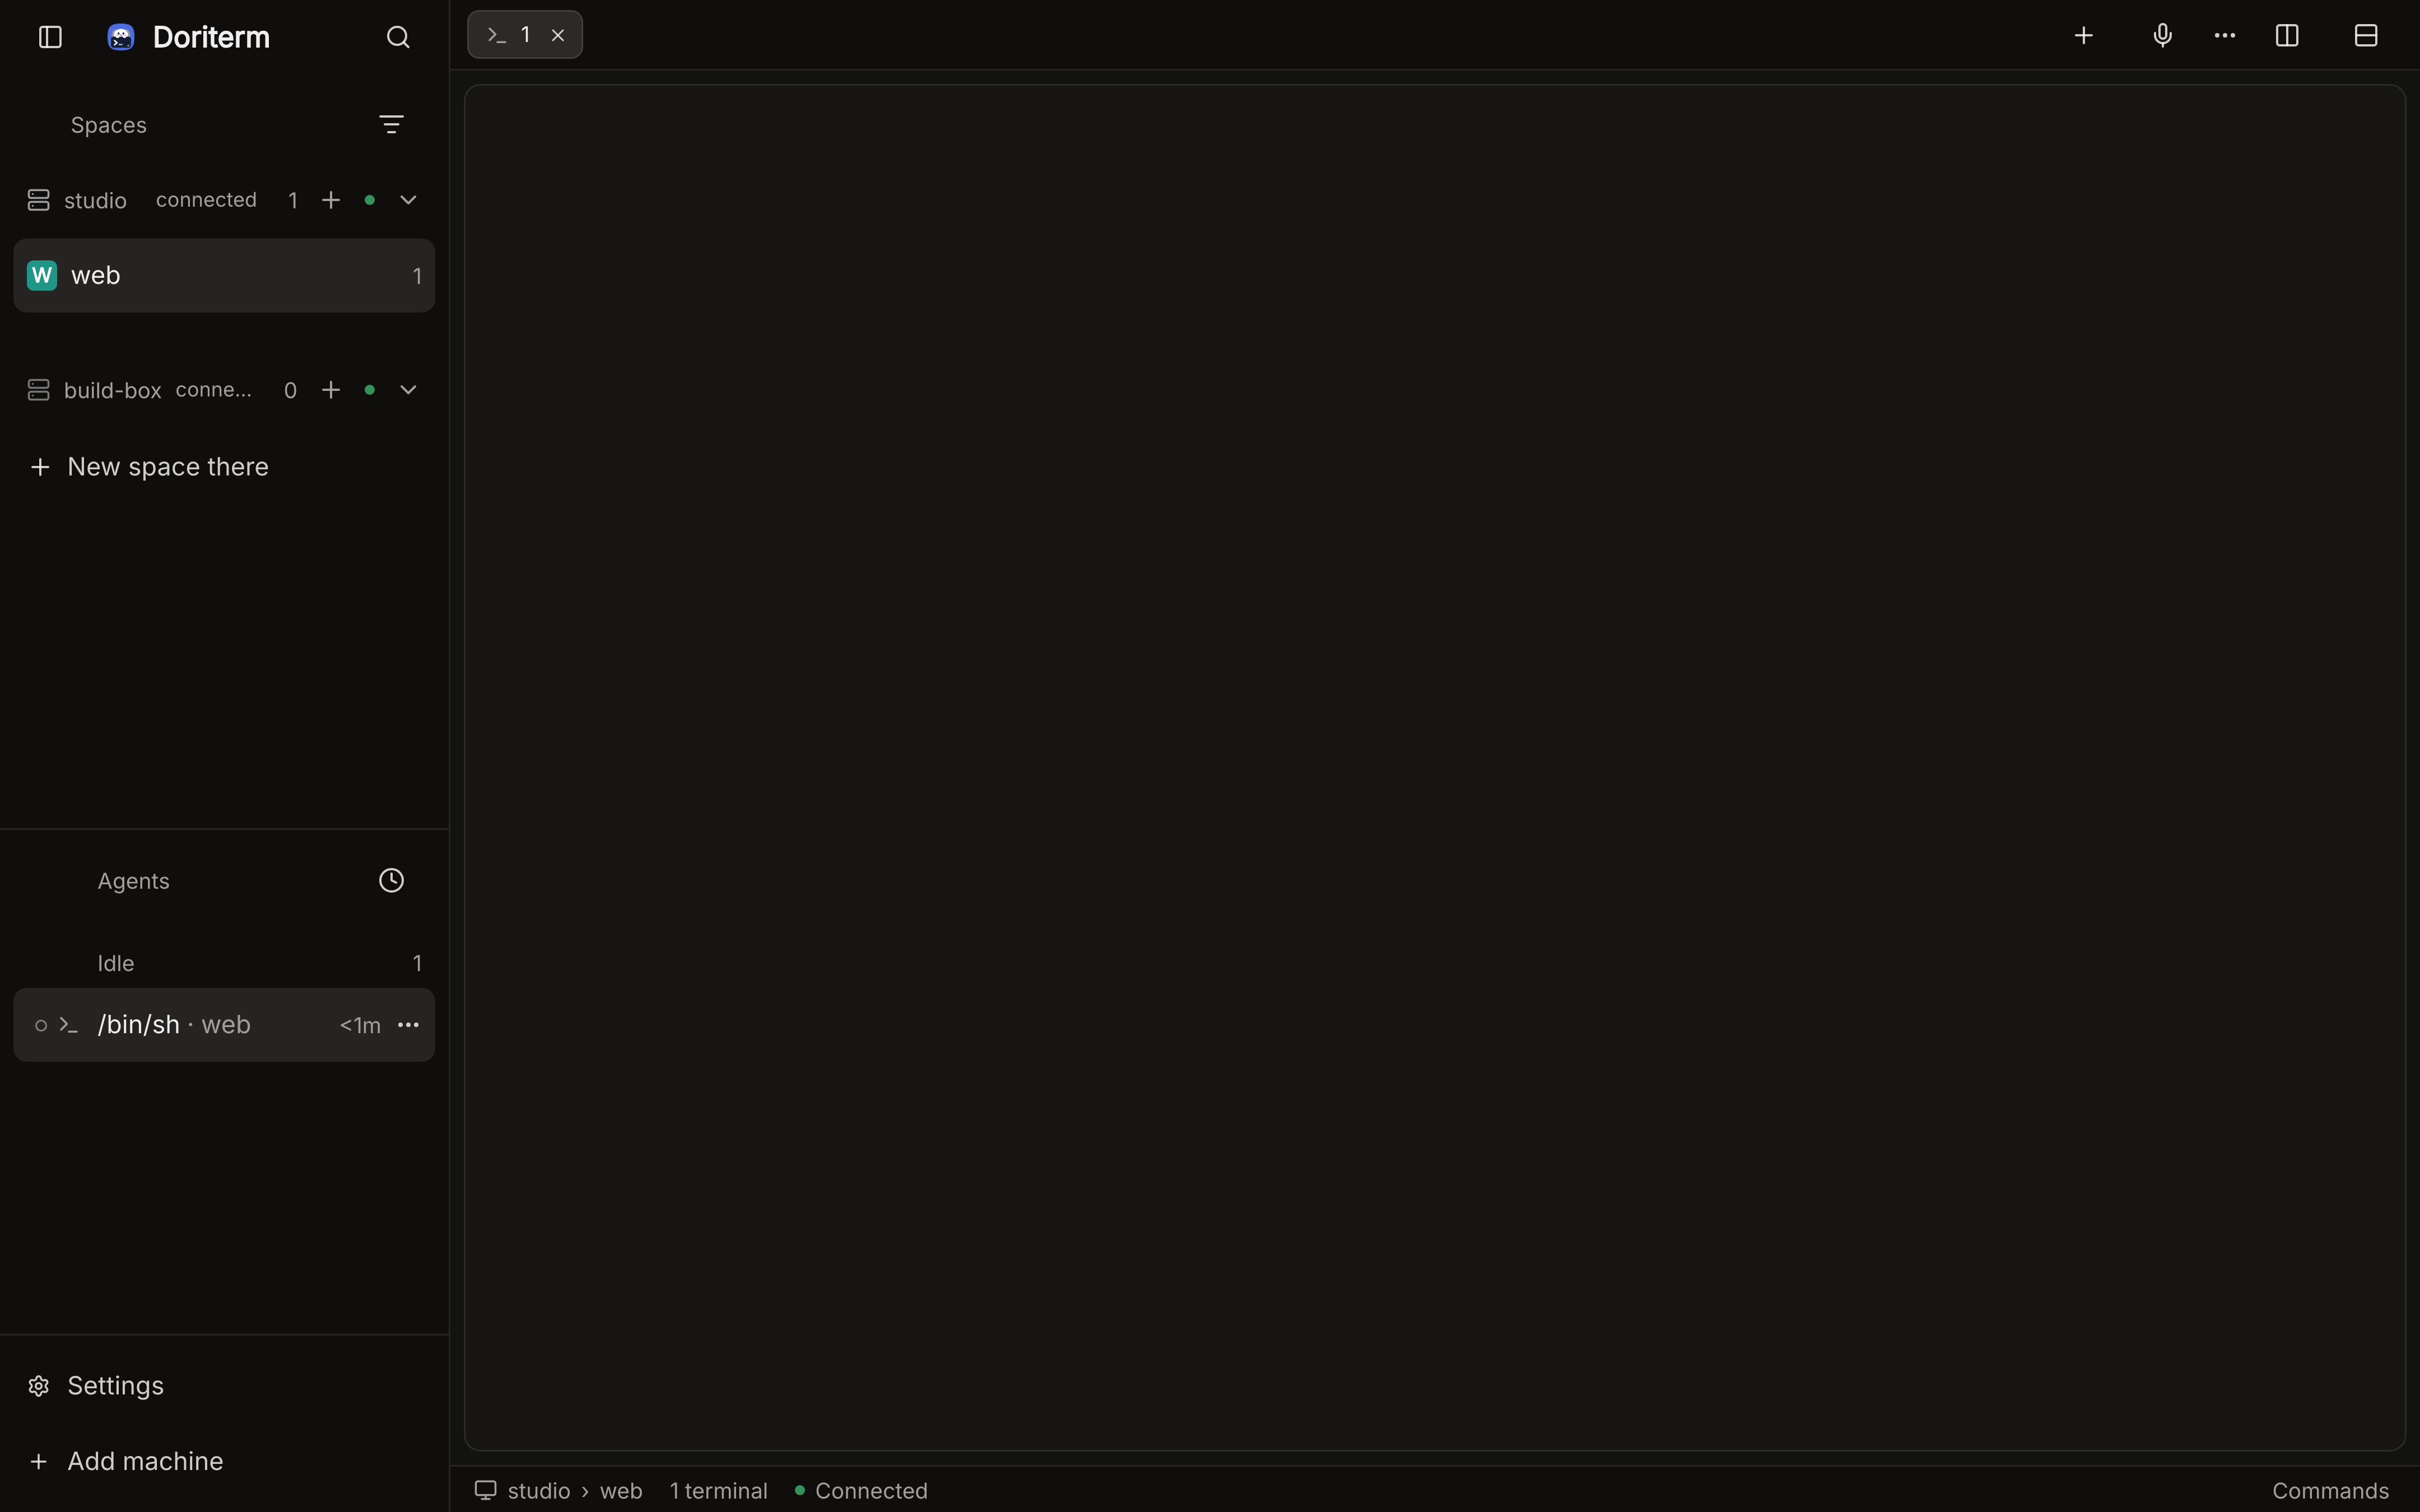 Doriterm
1
Spaces
studio connected 1
W web 1
build-box conne... 0
New space there
Agents
Idle 1
/bin/sh · web <1m
Settings
Add machine
studio › web 1 terminal Connected Commands